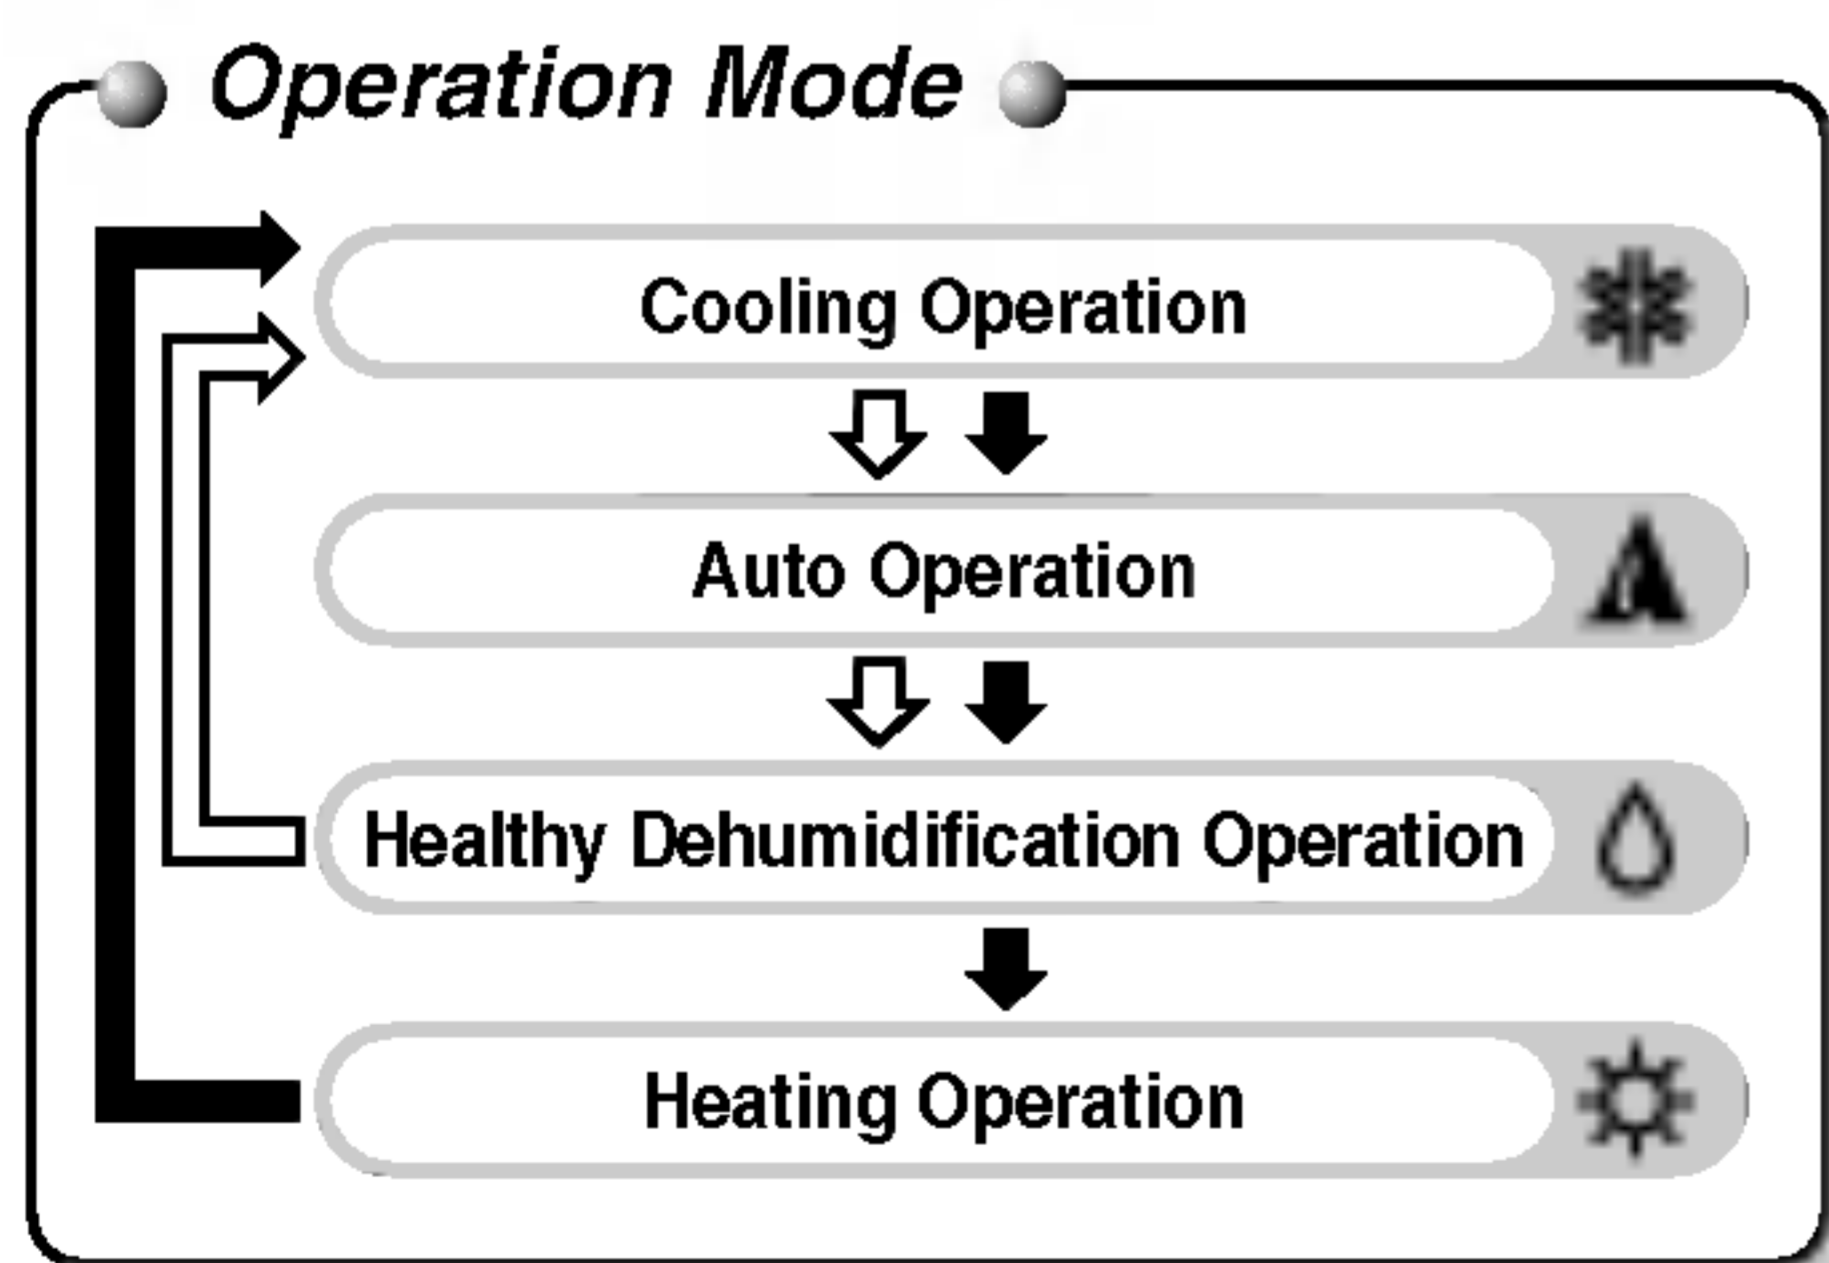 Operation Mode
Cooling Operation
Auto Operation
Healthy Dehumidification Operation
Heating Operation